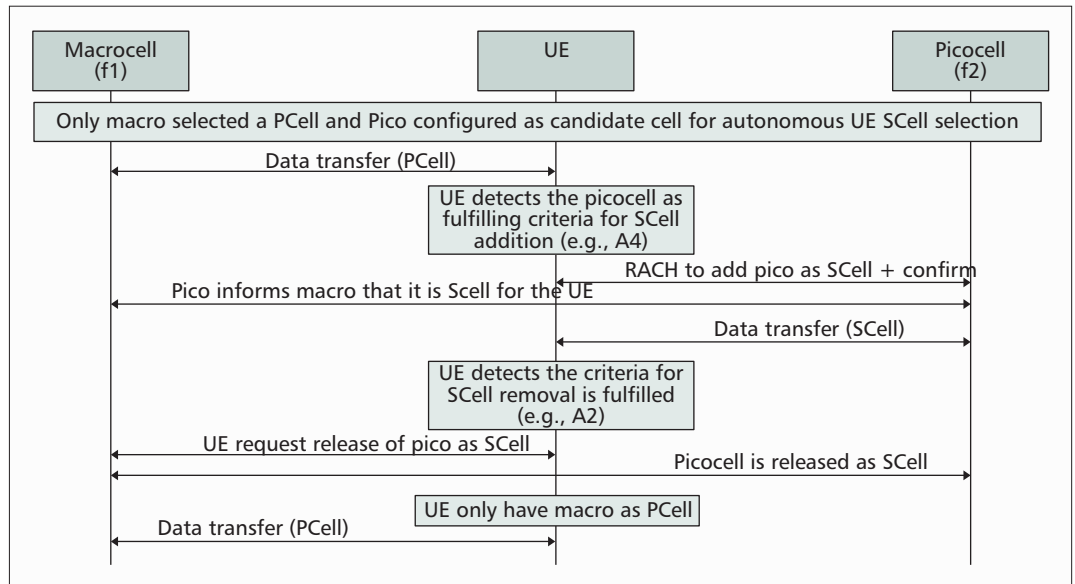 Macrocell
(f1)
UE
Picocell
(f2)
Only macro selected a PCell and Pico configured as candidate cell for autonomous UE SCell selection
Data transfer (PCell)
UE detects the picocell as
fulfilling criteria for SCell
addition (e.g., A4)
RACH to add pico as SCell + confirm
Pico informs macro that it is Scell for the UE
Data transfer (SCell)
UE detects the criteria for
SCell removal is fulfilled
(e.g., A2)
UE request release of pico as SCell
Picocell is released as SCell
UE only have macro as PCell
Data transfer (PCell)